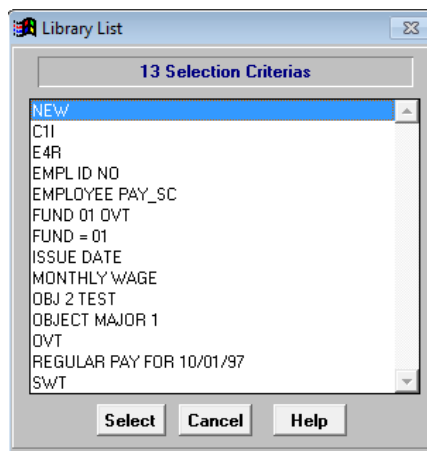 Library List
13 Selection Criterias
NEW
C1I
E4R
EMPL ID NO
EMPLOYEE PAY_SC
FUND 01 OVT
FUND = 01
ISSUE DATE
MONTHLY WAGE
OBJ 2 TEST
OBJECT MAJOR 1
OVT
REGULAR PAY FOR 10/01/97
SWT
Select Cancel Help